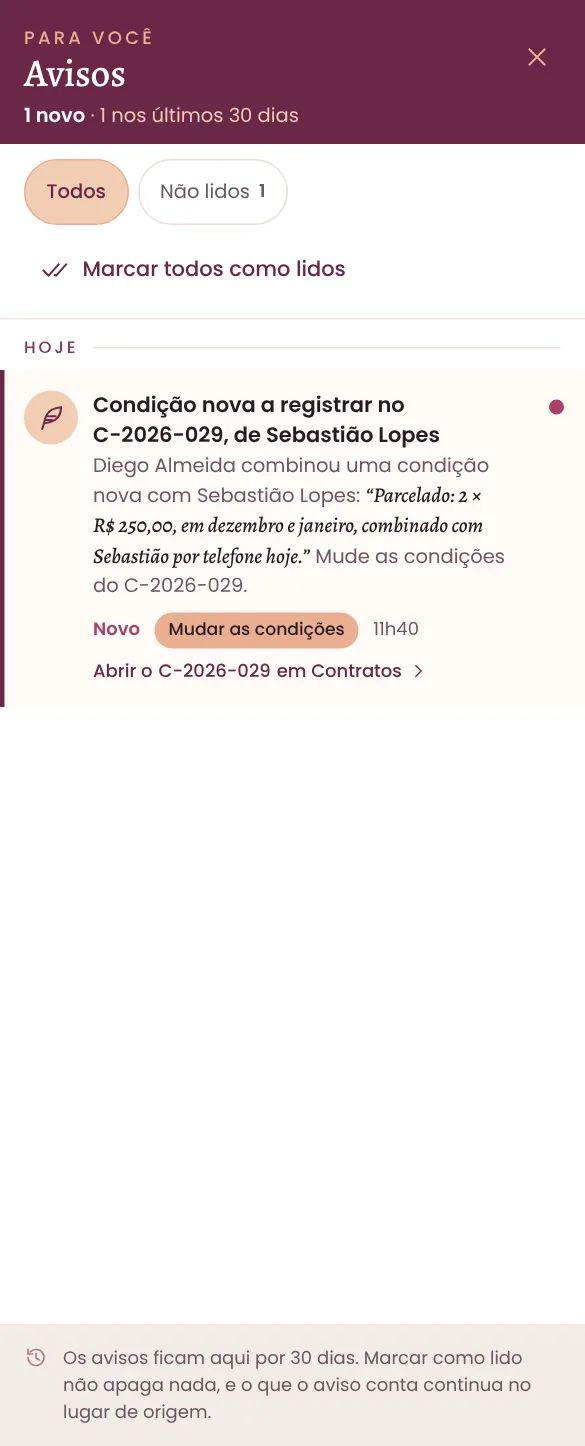 PARA VOCÊ
Avisos
1 novo · 1 nos últimos 30 dias
Todos
Não lidos 1
Marcar todos como lidos
HOJE
Condição nova a registrar no
C-2026-029, de Sebastião Lopes
Diego Almeida combinou uma condição
nova com Sebastião Lopes: “Parcelado: 2 ×
R$ 250,00, em dezembro e janeiro, combinado com
Sebastião por telefone hoje.” Mude as condições
do C-2026-029.
Novo Mudar as condições 11h40
Abrir o C-2026-029 em Contratos
Os avisos ficam aqui por 30 dias. Marcar como lido
não apaga nada, e o que o aviso conta continua no
lugar de origem.